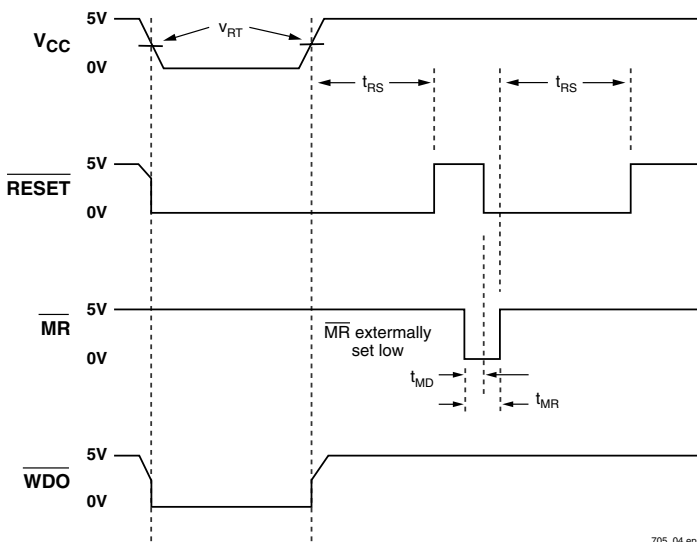 5V
VCC
0V
VRT
tRS
tRS
5V
RESET
0V
5V
MR
0V
MR extermally
set low
tMD
tMR
5V
WDO
0V